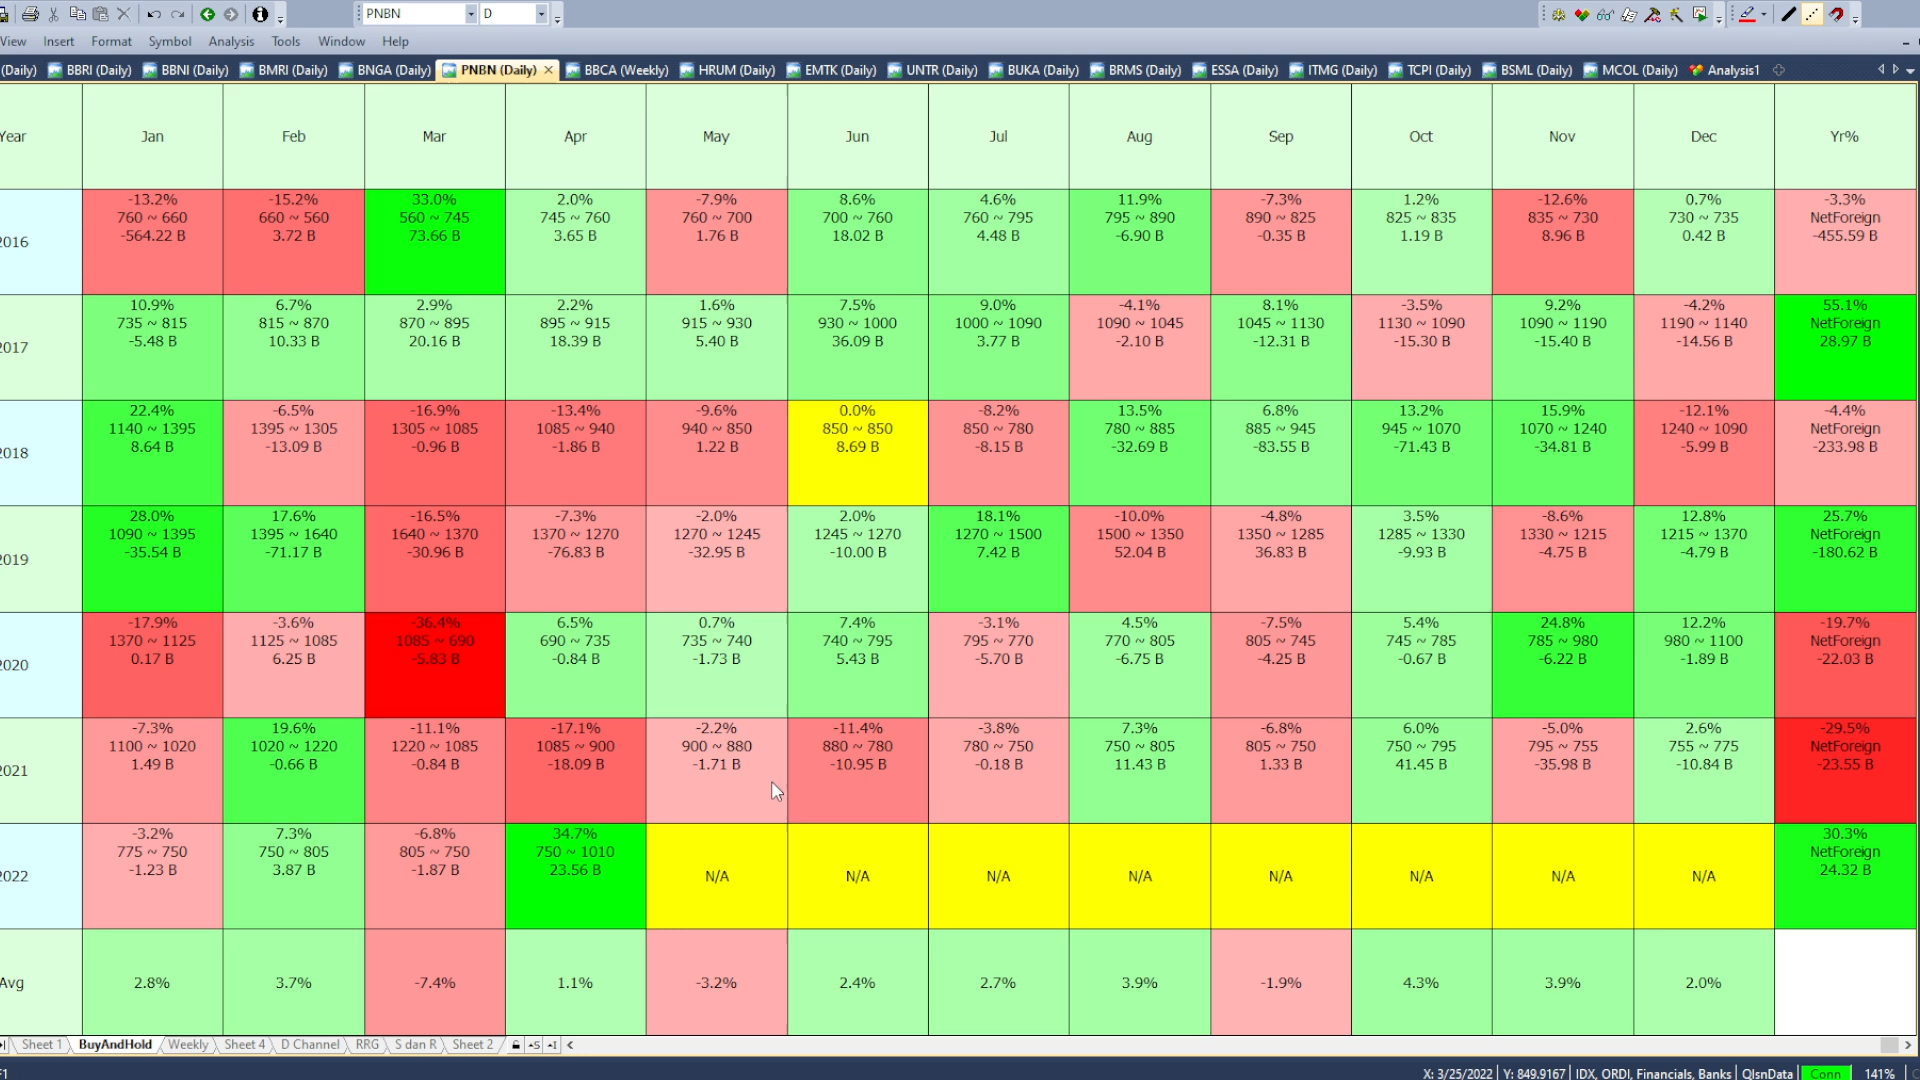 PNBN D
View Insert Format Symbol Analysis Tools Window Help
(Daily) BBRI (Daily) BBNI (Daily) BMRI (Daily) BNGA (Daily) PNBN (Daily) BBCA (Weekly) HRUM (Daily) EMTK (Daily) UNTR (Daily) BUKA (Daily) BRMS (Daily) ESSA (Daily) ITMG (Daily) TCPI (Daily) BSML (Daily) MCOL (Daily) Analysis1
Year Jan Feb Mar Apr May Jun Jul Aug Sep Oct Nov Dec Yr%
-13.2% -15.2% 33.0% 2.0% -7.9% 8.6% 4.6% 11.9% -7.3% 1.2% -12.6% 0.7% -3.3%
760 ~ 660 660 ~ 560 560 ~ 745 745 ~ 760 760 ~ 700 700 ~ 760 760 ~ 795 795 ~ 890 890 ~ 825 825 ~ 835 835 ~ 730 730 ~ 735 NetForeign
2016 -564.22 B 3.72 B 73.66 B 3.65 B 1.76 B 18.02 B 4.48 B -6.90 B -0.35 B 1.19 B 8.96 B 0.42 B -455.59 B
10.9% 6.7% 2.9% 2.2% 1.6% 7.5% 9.0% -4.1% 8.1% -3.5% 9.2% -4.2% 55.1%
735 ~ 815 815 ~ 870 870 ~ 895 895 ~ 915 915 ~ 930 930 ~ 1000 1000 ~ 1090 1090 ~ 1045 1045 ~ 1130 1130 ~ 1090 1090 ~ 1190 1190 ~ 1140 NetForeign
2017 -5.48 B 10.33 B 20.16 B 18.39 B 5.40 B 36.09 B 3.77 B -2.10 B -12.31 B -15.30 B -15.40 B -14.56 B 28.97 B
22.4% -6.5% -16.9% -13.4% -9.6% 0.0% -8.2% 13.5% 6.8% 13.2% 15.9% -12.1% -4.4%
1140 ~ 1395 1395 ~ 1305 1305 ~ 1085 1085 ~ 940 940 ~ 850 850 ~ 850 850 ~ 780 780 ~ 885 885 ~ 945 945 ~ 1070 1070 ~ 1240 1240 ~ 1090 NetForeign
2018 8.64 B -13.09 B -0.96 B -1.86 B 1.22 B 8.69 B -8.15 B -32.69 B -83.55 B -71.43 B -34.81 B -5.99 B -233.98 B
28.0% 17.6% -16.5% -7.3% -2.0% 2.0% 18.1% -10.0% -4.8% 3.5% -8.6% 12.8% 25.7%
1090 ~ 1395 1395 ~ 1640 1640 ~ 1370 1370 ~ 1270 1270 ~ 1245 1245 ~ 1270 1270 ~ 1500 1500 ~ 1350 1350 ~ 1285 1285 ~ 1330 1330 ~ 1215 1215 ~ 1370 NetForeign
2019 -35.54 B -71.17 B -30.96 B -76.83 B -32.95 B -10.00 B 7.42 B 52.04 B 36.83 B -9.93 B -4.75 B -4.79 B -180.62 B
-17.9% -3.6% -36.4% 6.5% 0.7% 7.4% -3.1% 4.5% -7.5% 5.4% 24.8% 12.2% -19.7%
1370 ~ 1125 1125 ~ 1085 1085 ~ 690 690 ~ 735 735 ~ 740 740 ~ 795 795 ~ 770 770 ~ 805 805 ~ 745 745 ~ 785 785 ~ 980 980 ~ 1100 NetForeign
2020 0.17 B 6.25 B -5.83 B -0.84 B -1.73 B 5.43 B -5.70 B -6.75 B -4.25 B -0.67 B -6.22 B -1.89 B -22.03 B
-7.3% 19.6% -11.1% -17.1% -2.2% -11.4% -3.8% 7.3% -6.8% 6.0% -5.0% 2.6% -29.5%
1100 ~ 1020 1020 ~ 1220 1220 ~ 1085 1085 ~ 900 900 ~ 880 880 ~ 780 780 ~ 750 750 ~ 805 805 ~ 750 750 ~ 795 795 ~ 755 755 ~ 775 NetForeign
2021 1.49 B -0.66 B -0.84 B -18.09 B -1.71 B -10.95 B -0.18 B 11.43 B 1.33 B 41.45 B -35.98 B -10.84 B -23.55 B
-3.2% 7.3% -6.8% 34.7% 30.3%
775 ~ 750 750 ~ 805 805 ~ 750 750 ~ 1010 NetForeign
2022 -1.23 B 3.87 B -1.87 B 23.56 B N/A N/A N/A N/A N/A N/A N/A N/A 24.32 B
Avg 2.8% 3.7% -7.4% 1.1% -3.2% 2.4% 2.7% 3.9% -1.9% 4.3% 3.9% 2.0%
Sheet 1 BuyAndHold Weekly Sheet 4 D Channel RRG S dan R Sheet 2
F1 X: 3/25/2022 Y: 849.9167 IDX, ORDI, Financials, Banks QlsnData Conn 141%